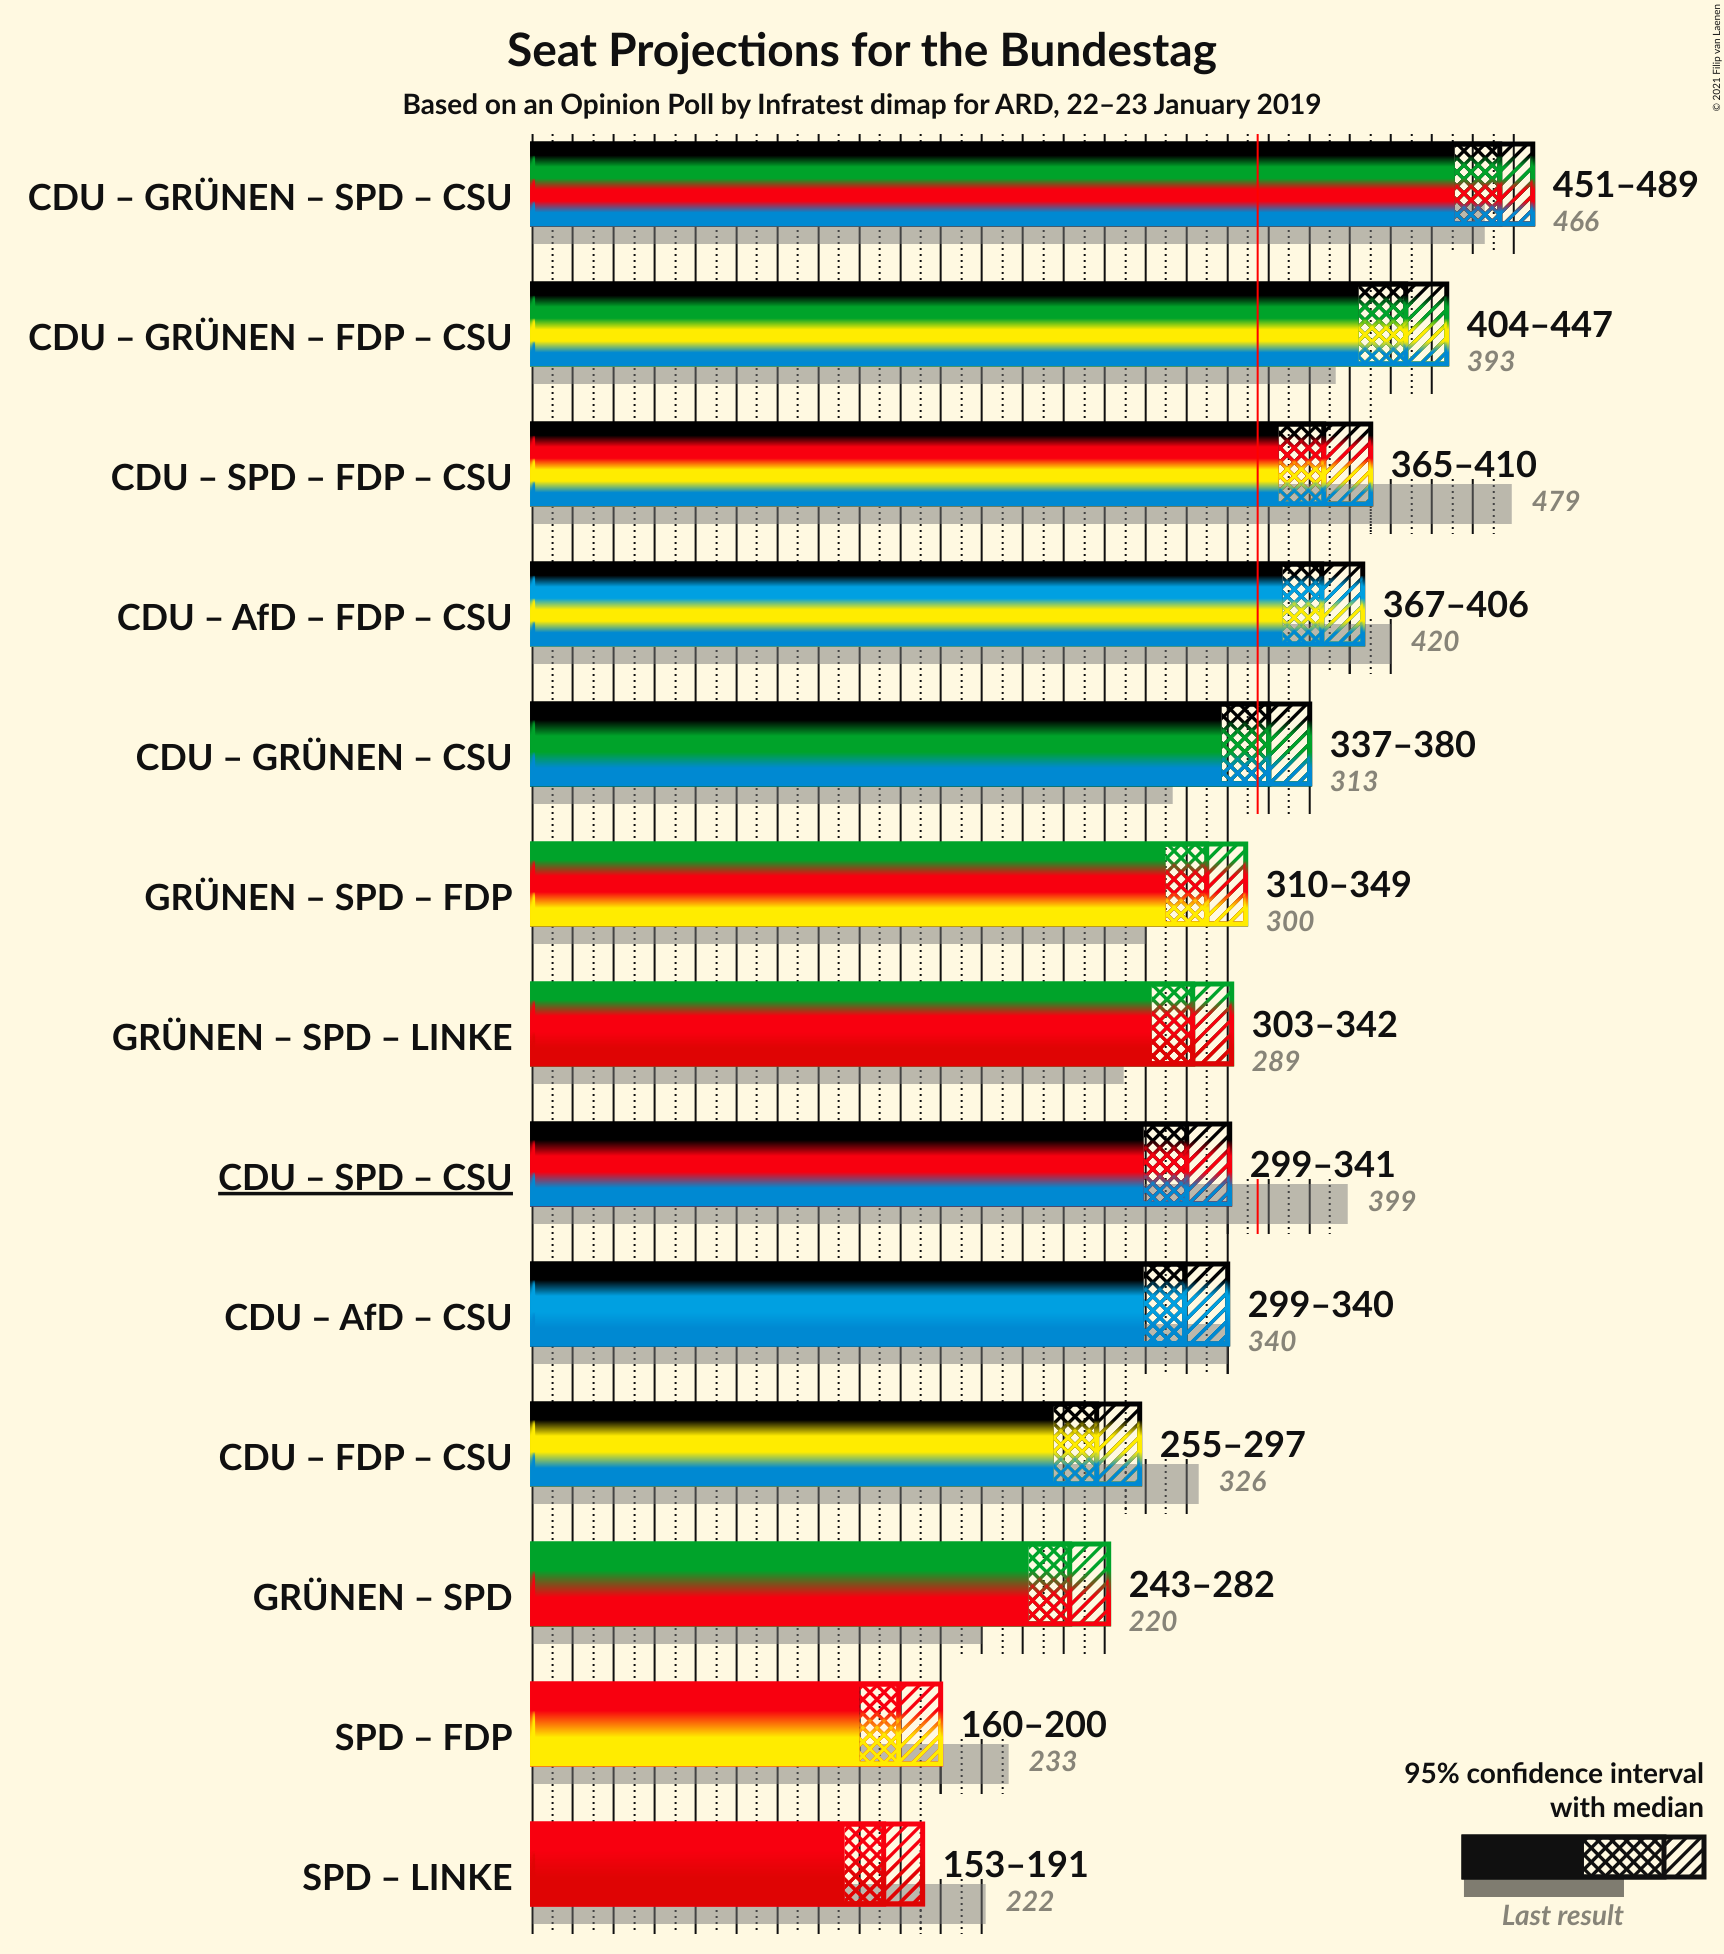 Seat Projections for the Bundestag
Based on an Opinion Poll by Infratest dimap for ARD, 22–23 January 2019
© 2021 Filip van Laenen
CDU – GRÜNEN – SPD – CSU
451–489
466
CDU – GRÜNEN – FDP – CSU
404–447
393
CDU – SPD – FDP – CSU
365–410
479
CDU – AfD – FDP – CSU
367–406
420
CDU – GRÜNEN – CSU
337–380
313
GRÜNEN – SPD – FDP
310–349
300
GRÜNEN – SPD – LINKE
303–342
289
CDU – SPD – CSU
299–341
399
CDU – AfD – CSU
299–340
340
CDU – FDP – CSU
255–297
326
GRÜNEN – SPD
243–282
220
SPD – FDP
160–200
233
SPD – LINKE
153–191
222
95% confidence interval
with median
Last result